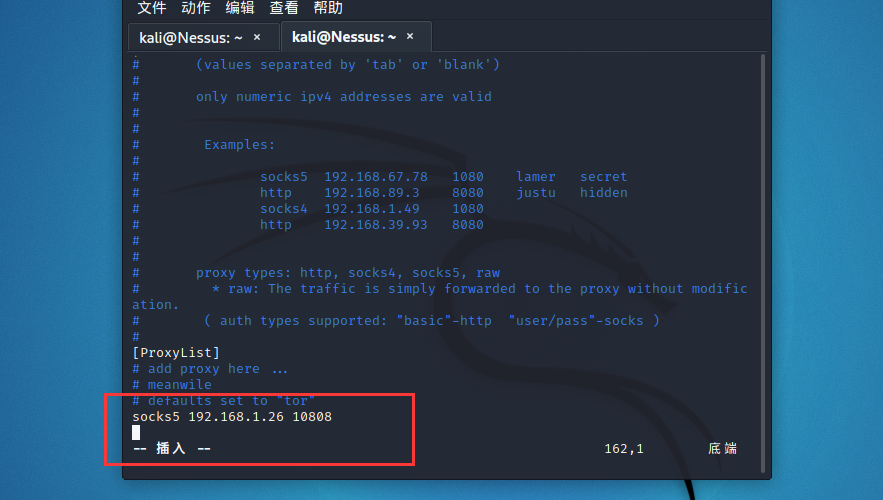 文件 动作 编辑 查看 帮助
kali@Nessus: ~ × kali@Nessus: ~ ×
# (values separated by 'tab' or 'blank')
#
# only numeric ipv4 addresses are valid
#
#
# Examples:
#
# socks5 192.168.67.78 1080 lamer secret
# http 192.168.89.3 8080 justu hidden
# socks4 192.168.1.49 1080
# http 192.168.39.93 8080
#
#
# proxy types: http, socks4, socks5, raw
# * raw: The traffic is simply forwarded to the proxy without modific
ation.
# ( auth types supported: "basic"-http "user/pass"-socks )
#
[ProxyList]
# add proxy here ...
# meanwile
# defaults set to "tor"
socks5 192.168.1.26 10808
-- 插入 -- 162,1 底端